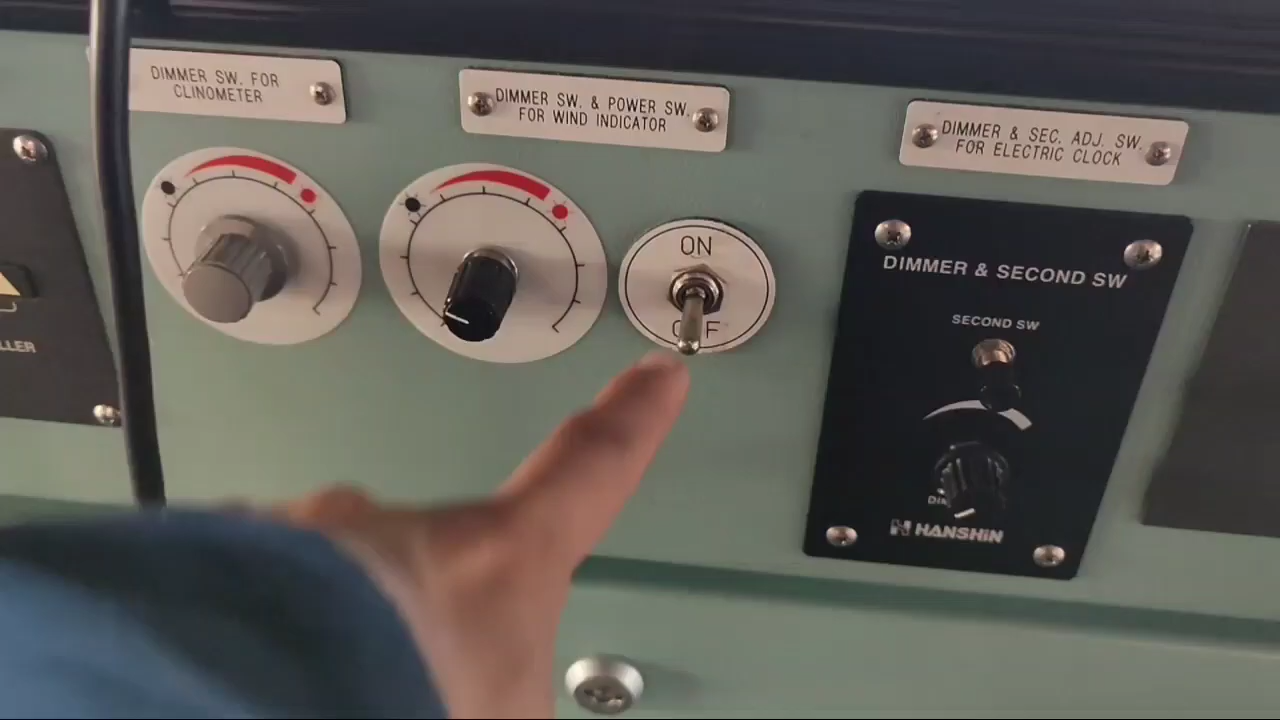 DIMMER SW. FOR
CLINOMETER
DIMMER SW. & POWER SW.
FOR WIND INDICATOR
DIMMER & SEC. ADJ. SW.
FOR ELECTRIC CLOCK
ON
DIMMER & SECOND SW
SECOND SW
HANSHIN